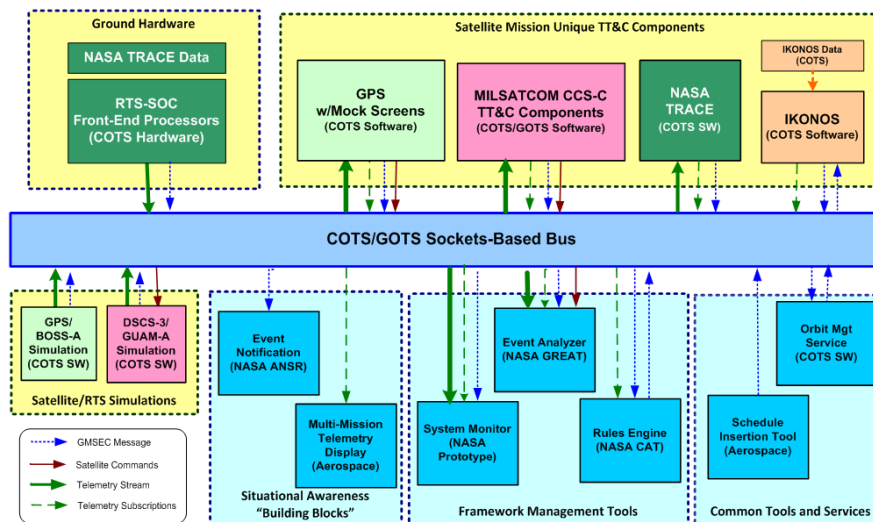 Ground Hardware
NASA TRACE Data
RTS-SOC
Front-End Processors
(COTS Hardware)
Satellite Mission Unique TT&C Components
GPS
w/Mock Screens
(COTS Software)
MILSATCOM CCS-C
TT&C Components
(COTS/GOTS Software)
NASA
TRACE
(COTS SW)
IKONOS Data
(COTS)
IKONOS
(COTS Software)
COTS/GOTS Sockets-Based Bus
GPS/
BOSS-A
Simulation
(COTS SW)
DSCS-3/
GUAM-A
Simulation
(COTS SW)
Satellite/RTS Simulations
Event
Notification
(NASA ANSR)
Multi-Mission
Telemetry
Display
(Aerospace)
Situational Awareness
"Building Blocks"
System Monitor
(NASA
Prototype)
Event Analyzer
(NASA GREAT)
Rules Engine
(NASA CAT)
Framework Management Tools
Orbit Mgt
Service
(COTS SW)
Schedule
Insertion Tool
(Aerospace)
Common Tools and Services
GMSEC Message
Satellite Commands
Telemetry Stream
Telemetry Subscriptions